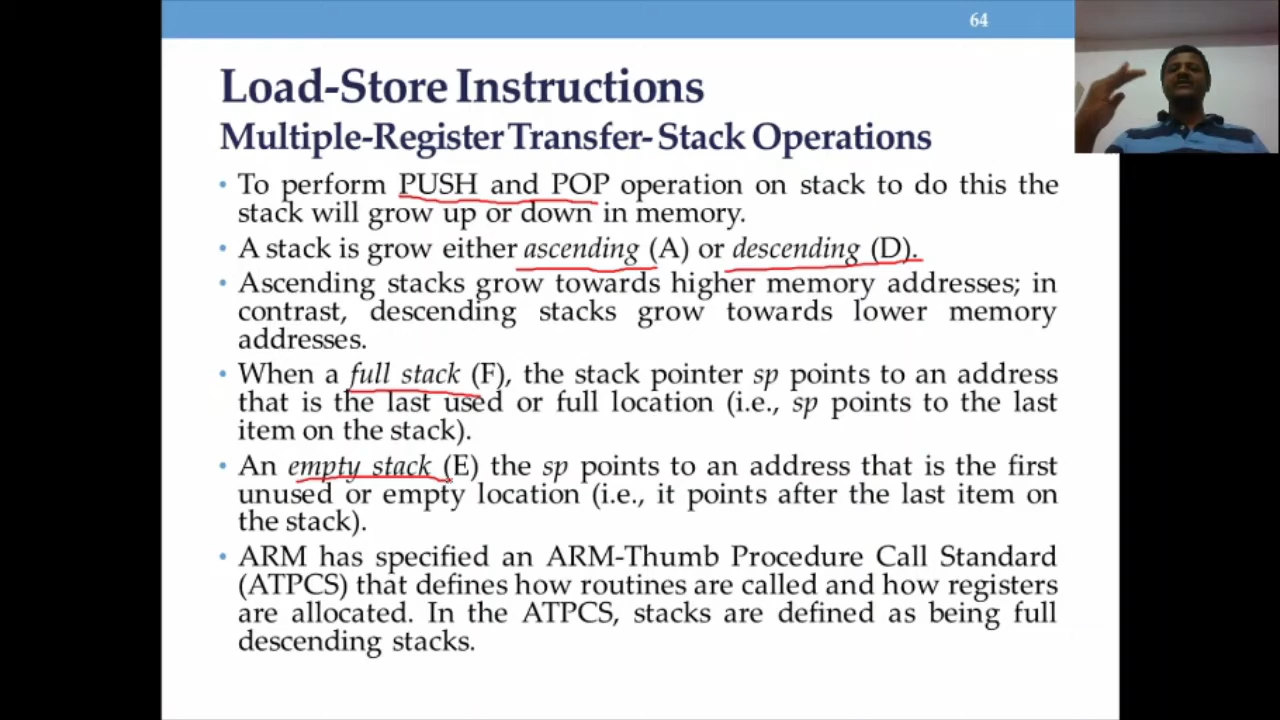 64
Load-Store Instructions
Multiple-Register Transfer- Stack Operations
• To perform PUSH and POP operation on stack to do this the
stack will grow up or down in memory.
• A stack is grow either ascending (A) or descending (D).
• Ascending stacks grow towards higher memory addresses; in
contrast, descending stacks grow towards lower memory
addresses.
• When a full stack (F), the stack pointer sp points to an address
that is the last used or full location (i.e., sp points to the last
item on the stack).
• An empty stack (E) the sp points to an address that is the first
unused or empty location (i.e., it points after the last item on
the stack).
• ARM has specified an ARM-Thumb Procedure Call Standard
(ATPCS) that defines how routines are called and how registers
are allocated. In the ATPCS, stacks are defined as being full
descending stacks.